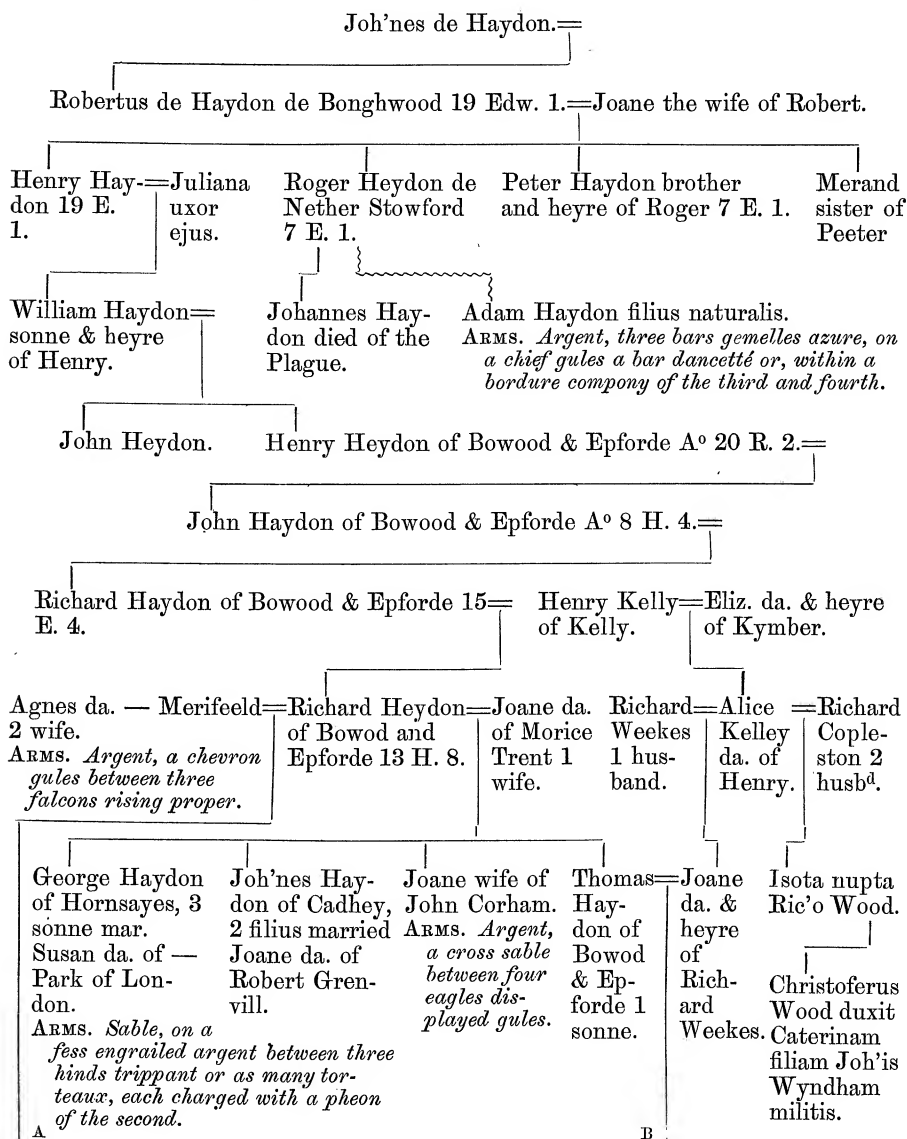 Joh'nes de Haydon.=
Robertus de Haydon de Bonghwood 19 Edw. 1.=Joane the wife of Robert.
Henry Hay-=Juliana
don 19 E. uxor
1. ejus.
Roger Heydon de
Nether Stowford
7 E. 1.
Peter Haydon brother
and heyre of Roger 7 E. 1.
Merand
sister of
Peeter
William Haydon=
sonne & heyre
of Henry.
Johannes Hay-
don died of the
Plague.
Adam Haydon filius naturalis.
ARMS. Argent, three bars gemelles azure, on
a chief gules a bar dancetté or, within a
bordure compony of the third and fourth.
John Heydon.
Henry Heydon of Bowood & Epforde Aº 20 R. 2.=
John Haydon of Bowood & Epforde Aº 8 H. 4.=
Richard Haydon of Bowood & Epforde 15=
E. 4.
Henry Kelly=Eliz. da. & heyre
of Kelly. of Kymber.
Agnes da. — Merifeeld=Richard Heydon=Joane da.
2 wife.
ARMS. Argent, a chevron
gules between three
falcons rising proper.
of Bowod and
Epforde 13 H. 8.
of Morice
Trent 1
wife.
Richard=Alice =Richard
Weekes
1 hus-
band.
Kelley
da. of
Henry.
Cople-
ston 2
husbᵈ.
George Haydon
of Hornsayes, 3
sonne mar.
Susan da. of —
Park of Lon-
don.
ARMS. Sable, on a
fess engrailed argent between three
hinds trippant or as many tor-
teaux, each charged with a pheon
of the second.
A
Joh'nes Hay-
don of Cadhey,
2 filius married
Joane da. of
Robert Gren-
vill.
Joane wife of
John Corham.
ARMS. Argent,
a cross sable
between four
eagles dis-
played gules.
Thomas=Joane
Hay-
don of
Bowod
& Ep-
forde 1
sonne.
B
da. &
heyre
of
Rich-
ard
Weekes.
Isota nupta
Ric'o Wood.
Christoferus
Wood duxit
Caterinam
filiam Joh'is
Wyndham
militis.